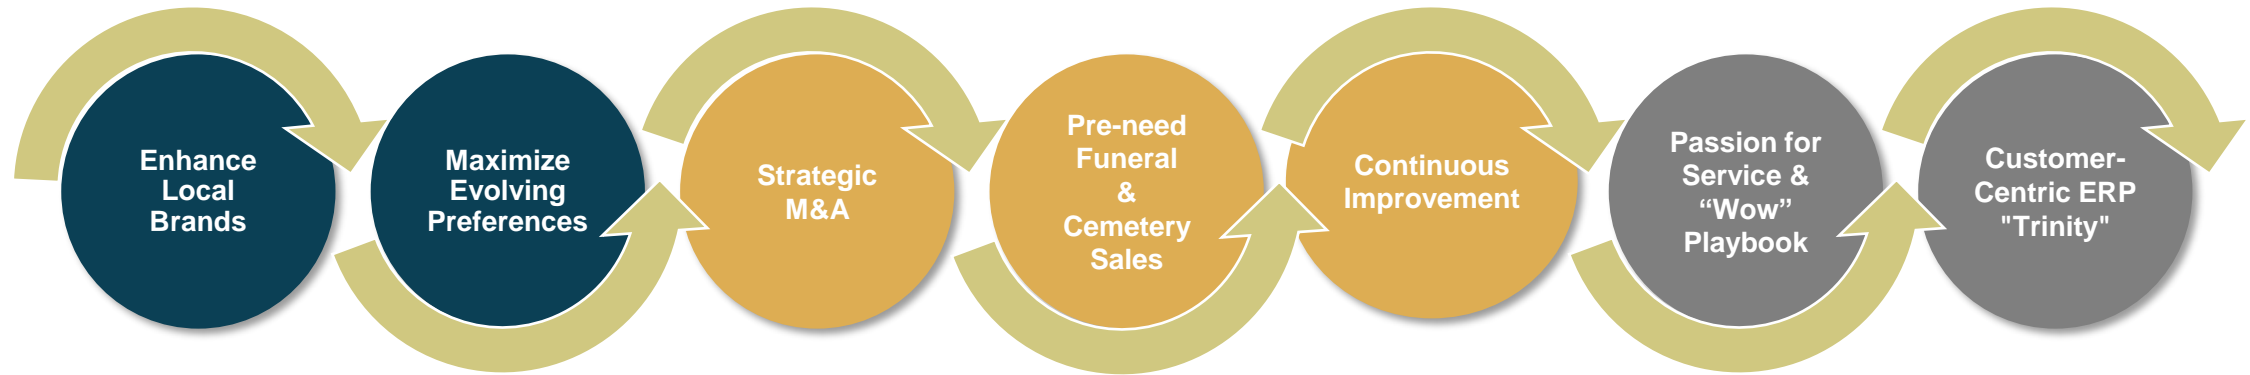 Enhance
Local
Brands
Maximize
Evolving
Preferences
Strategic
M&A
Pre-need
Funeral
&
Cemetery
Sales
Continuous
Improvement
Passion for
Service &
“Wow”
Playbook
Customer-
Centric ERP
"Trinity"